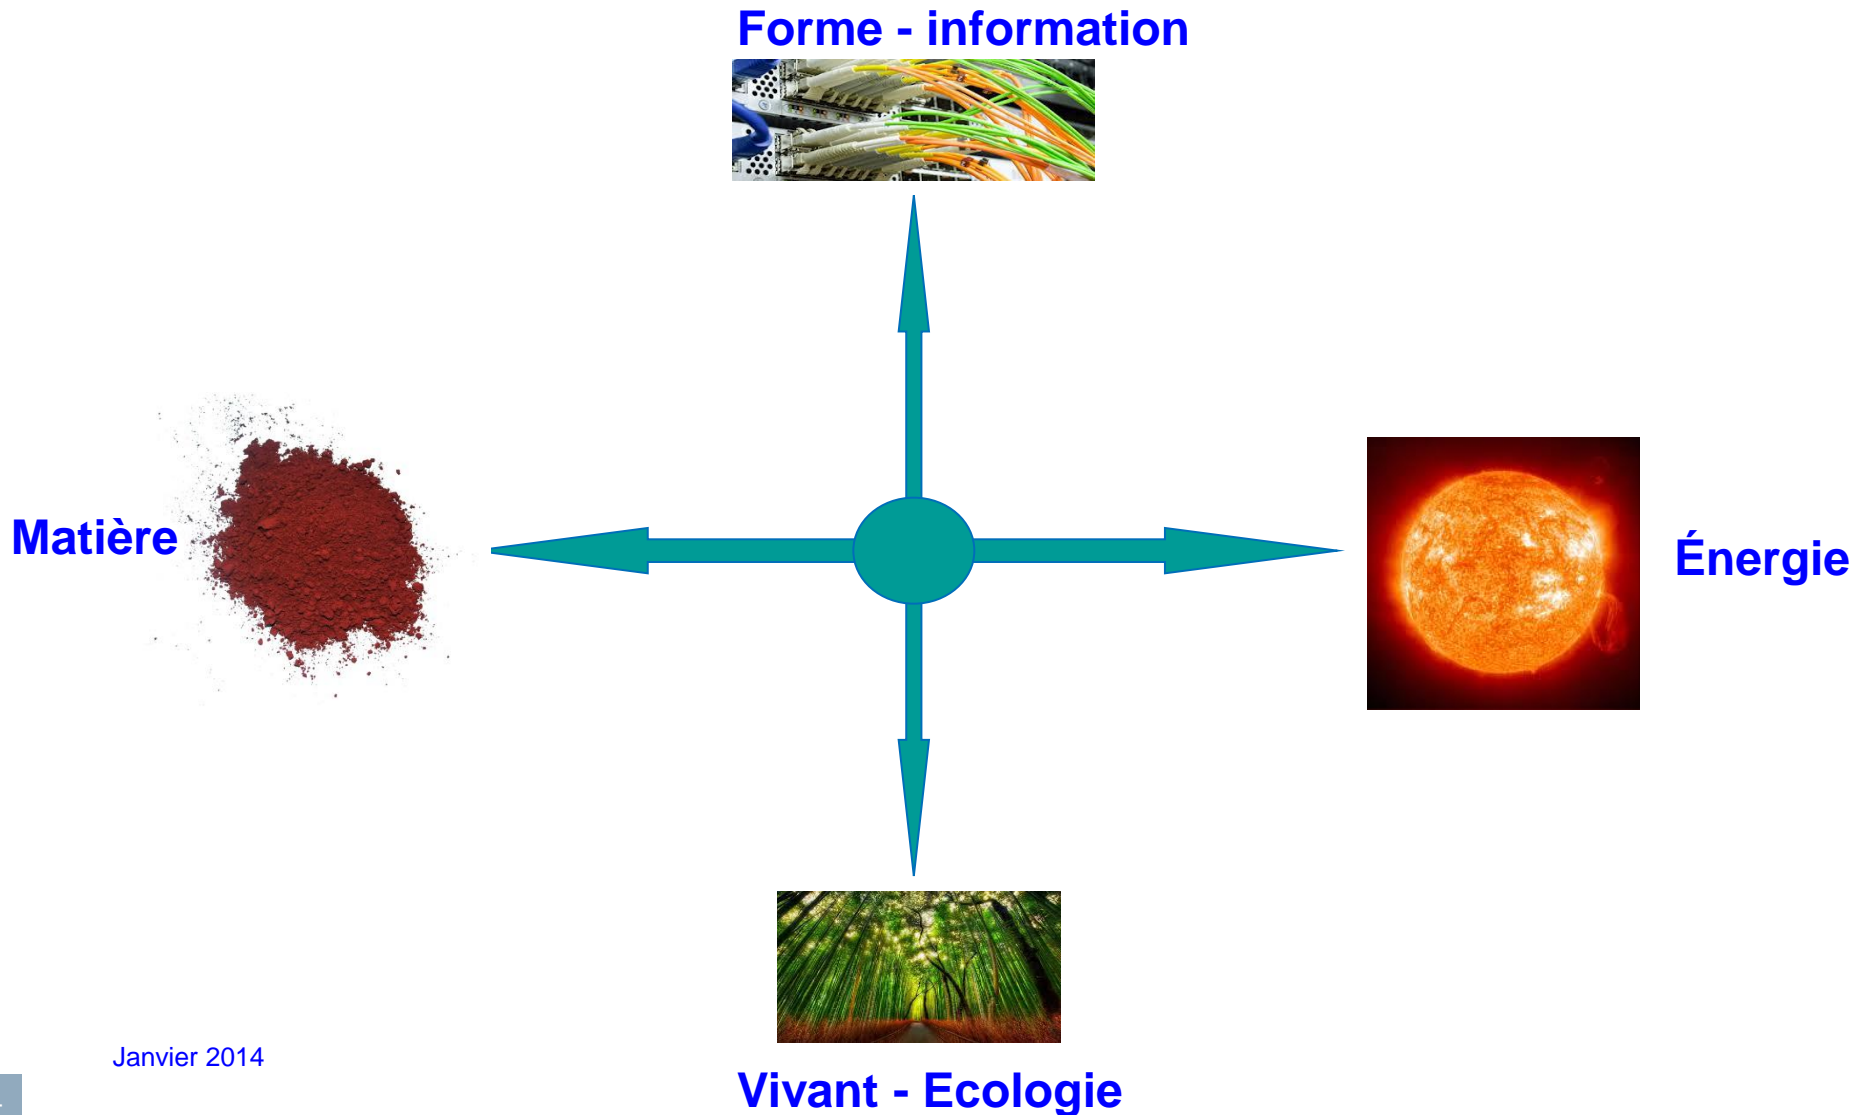 Forme - information
Matière
Énergie
Janvier 2014
Vivant - Ecologie